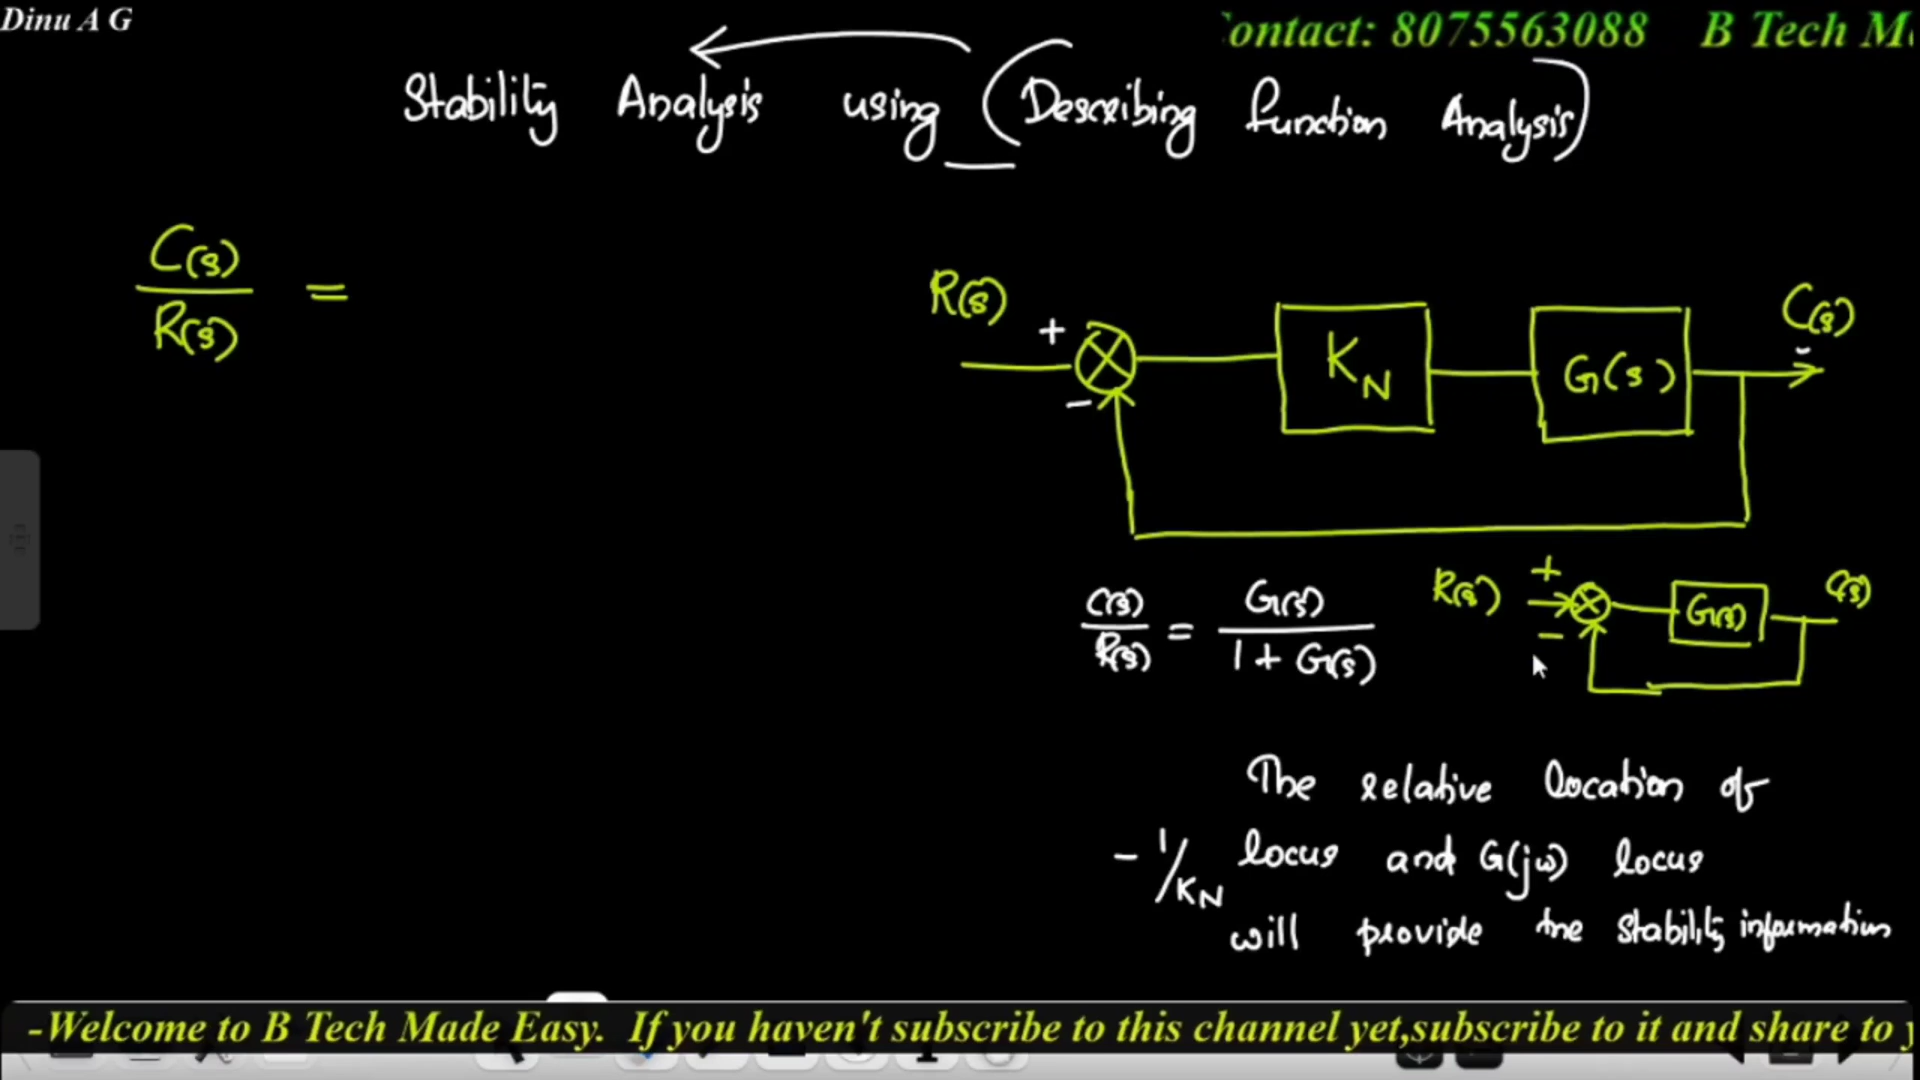 Dinu A G
ontact: 8075563088 B Tech M
Stability Analysis using (Describing function Analysis)
C(s)/R(s) =
R(s) + - K_N G(s) C(s)
C(s)/R(s) = G(s)/(1 + G(s))
R(s) + - G(s) C(s)
The relative location of
-1/K_N locus and G(jω) locus
will provide the stability information
-Welcome to B Tech Made Easy. If you haven't subscribe to this channel yet,subscribe to it and share to y